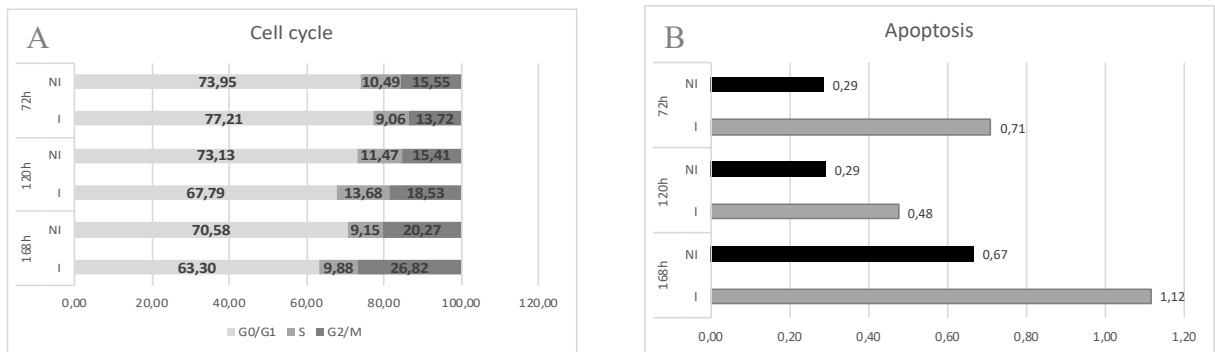 A
Cell cycle
72h
NI
73,95 10,49 15,55
I
77,21 9,06 13,72
120h
NI
73,13 11,47 15,41
I
67,79 13,68 18,53
168h
NI
70,58 9,15 20,27
I
63,30 9,88 26,82
0,00 20,00 40,00 60,00 80,00 100,00 120,00
G0/G1 S G2/M
B
Apoptosis
72h
NI
0,29
I
0,71
120h
NI
0,29
I
0,48
168h
NI
0,67
I
1,12
0,00 0,20 0,40 0,60 0,80 1,00 1,20